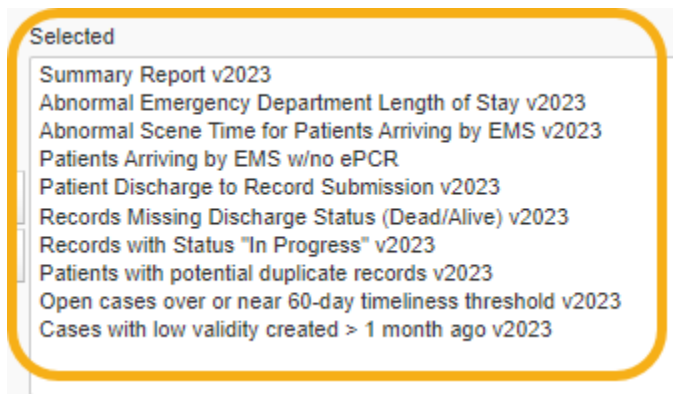 Selected
Summary Report v2023
Abnormal Emergency Department Length of Stay v2023
Abnormal Scene Time for Patients Arriving by EMS v2023
Patients Arriving by EMS w/no ePCR
Patient Discharge to Record Submission v2023
Records Missing Discharge Status (Dead/Alive) v2023
Records with Status "In Progress" v2023
Patients with potential duplicate records v2023
Open cases over or near 60-day timeliness threshold v2023
Cases with low validity created > 1 month ago v2023